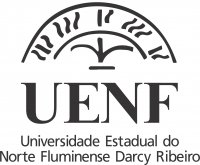 UENF
Universidade Estadual do
Norte Fluminense Darcy Ribeiro